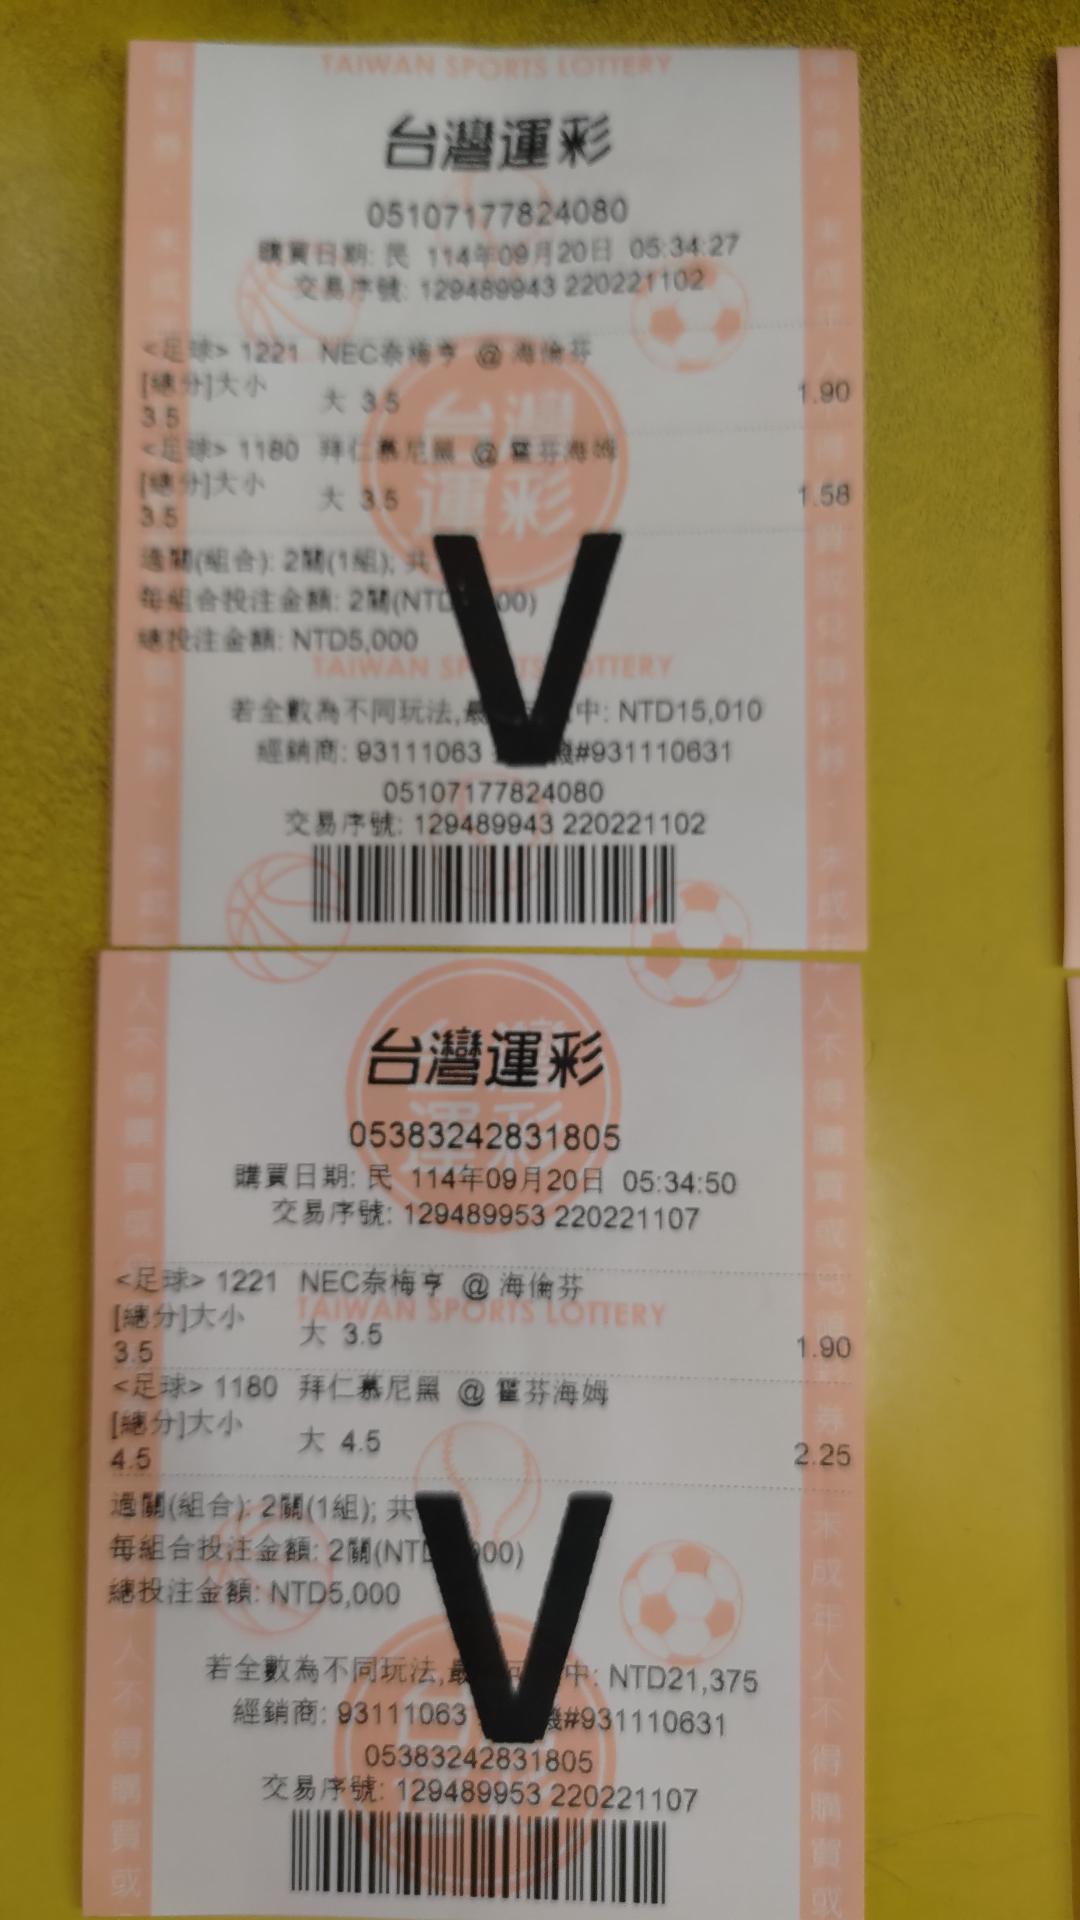 TAIWAN SPORTS LOTTERY
台灣運彩
05107177824080
購買日期: 民 114年09月20日 05:34:27
交易序號: 129489943 220221102
<足球> 1221 NEC奈梅亨 @ 海倫芬
[總分]大小
3.5
大 3.5
1.90
<足球> 1180 拜仁慕尼黑 @ 霍芬海姆
[總分]大小
3.5
大 3.5
1.58
過關(組合): 2關(1組); 共
每組合投注金額: 2關(NTD 00)
總投注金額: NTD5,000
TAIWAN SPORTS LOTTERY
若全數為不同玩法,最 中: NTD15,010
經銷商: 93111063 機#931110631
05107177824080
交易序號: 129489943 220221102
台灣運彩
05383242831805
購買日期: 民 114年09月20日 05:34:50
交易序號: 129489953 220221107
<足球> 1221 NEC奈梅亨 @ 海倫芬
TAIWAN SPORTS LOTTERY
[總分]大小
3.5
大 3.5
1.90
<足球> 1180 拜仁慕尼黑 @ 霍芬海姆
[總分]大小
4.5
大 4.5
2.25
過關(組合): 2關(1組); 共
每組合投注金額: 2關(NTD 000)
總投注金額: NTD5,000
若全數為不同玩法,最 可 中: NTD21,375
經銷商: 93111063 機#931110631
05383242831805
交易序號: 129489953 220221107